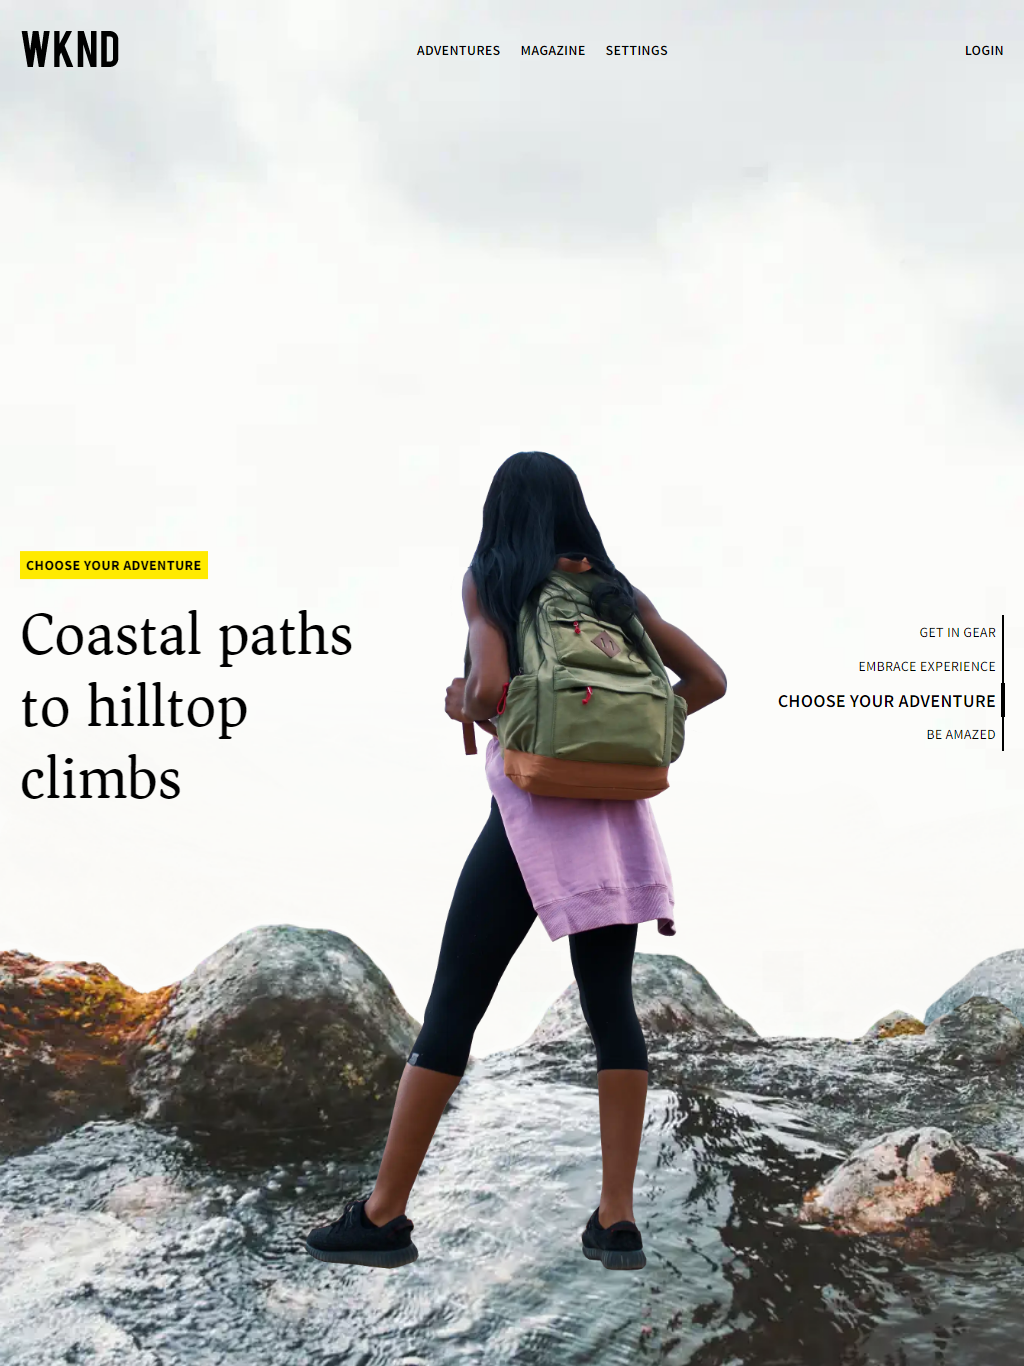 WKND
ADVENTURES
MAGAZINE
SETTINGS
LOGIN
CHOOSE YOUR ADVENTURE
Coastal paths
to hilltop
climbs
GET IN GEAR
EMBRACE EXPERIENCE
CHOOSE YOUR ADVENTURE
BE AMAZED